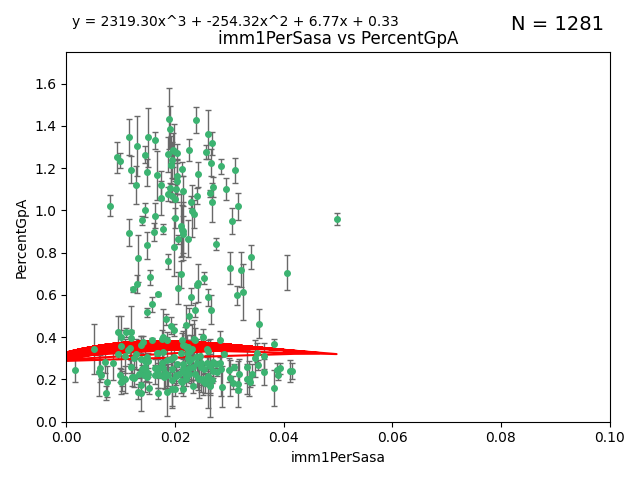 y = 2319.30x^3 + -254.32x^2 + 6.77x + 0.33
N = 1281
imm1PerSasa vs PercentGpA
PercentGpA
1.6
1.4
1.2
1.0
0.8
0.6
0.4
0.2
0.0
0.00 0.02 0.04 0.06 0.08 0.10
imm1PerSasa